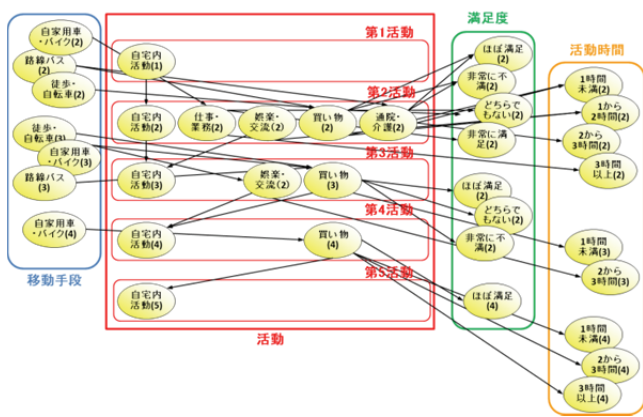 自家用車
・バイク(2)
路線バス
(2)
徒歩・
自転車(2)
徒歩・
自転車(3)
自家用車
・バイク(3)
路線バス
(3)
自家用車
・バイク(4)
移動手段
第1活動
自宅内
活動(1)
第2活動
自宅内
活動(2)
仕事・
業務(2)
娯楽・
交流(2)
買い物
(2)
通院・
介護(2)
第3活動
自宅内
活動(3)
娯楽・
交流(2)
買い物
(3)
第4活動
自宅内
活動(4)
買い物
(4)
第5活動
自宅内
活動(5)
活動
満足度
ほぼ満足
(2)
非常に不
満(2)
どちらで
もない(2)
非常に満
足(2)
ほぼ満足
(2)
どちらで
もない(2)
非常に不
満(2)
ほぼ満足
(4)
活動時間
1時間
未満(2)
1から
2時間(2)
2から
3時間(2)
3時間
以上(2)
1時間
未満(3)
2から
3時間(3)
1時間
未満(4)
2から
3時間(4)
3時間
以上(4)